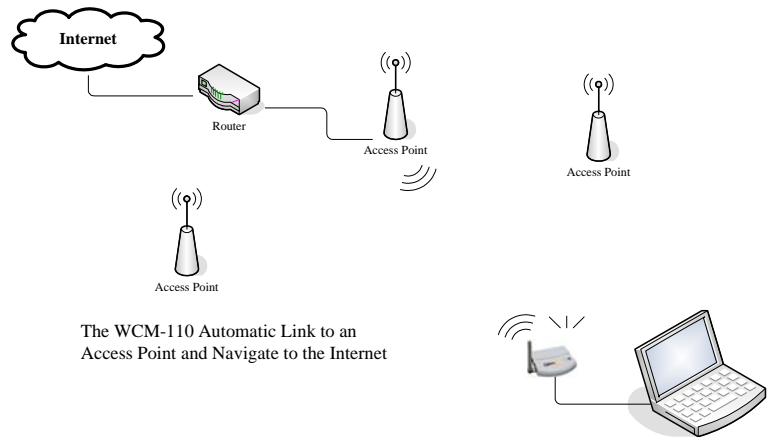 Internet
Router
Access Point
Access Point
Access Point
The WCM-110 Automatic Link to an
Access Point and Navigate to the Internet